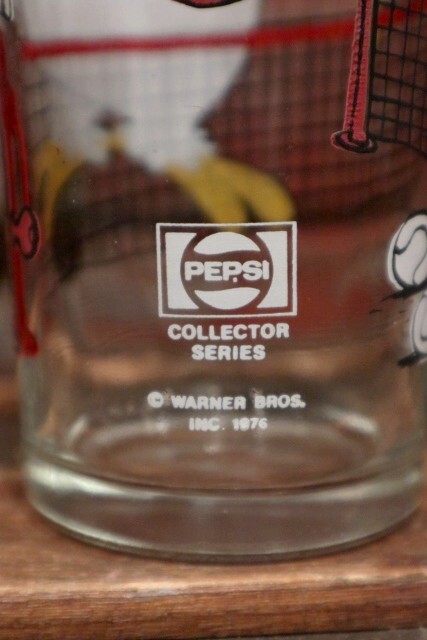 PEPSI
COLLECTOR
SERIES
© WARNER BROS.
INC. 1976